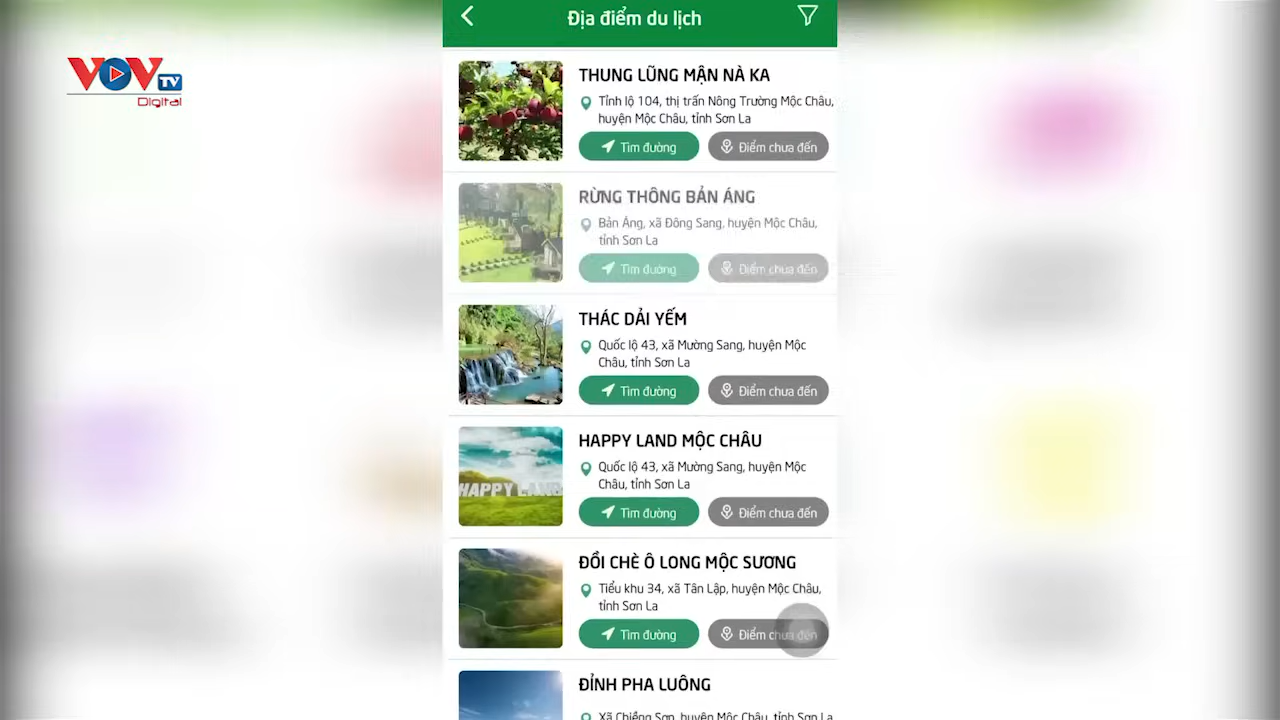 Địa điểm du lịch
VOV TV
Digital
THUNG LŨNG MẬN NÀ KA
Tỉnh lộ 104, thị trấn Nông Trường Mộc Châu,
huyện Mộc Châu, tỉnh Sơn La
Tìm đường
Điểm chưa đến
RỪNG THÔNG BẢN ÁNG
Bản Áng, xã Đông Sang, huyện Mộc Châu,
tỉnh Sơn La
Tìm đường
Điểm chưa đến
THÁC DẢI YẾM
Quốc lộ 43, xã Mường Sang, huyện Mộc
Châu, tỉnh Sơn La
Tìm đường
Điểm chưa đến
HAPPY LAND MỘC CHÂU
HAPPY LAND
Quốc lộ 43, xã Mường Sang, huyện Mộc
Châu, tỉnh Sơn La
Tìm đường
Điểm chưa đến
ĐỒI CHÈ Ô LONG MỘC SƯƠNG
Tiểu khu 34, xã Tân Lập, huyện Mộc Châu,
tỉnh Sơn La
Tìm đường
Điểm chưa đến
ĐỈNH PHA LUÔNG
Xã Chiềng Sơn, huyện Mộc Châu, tỉnh Sơn La